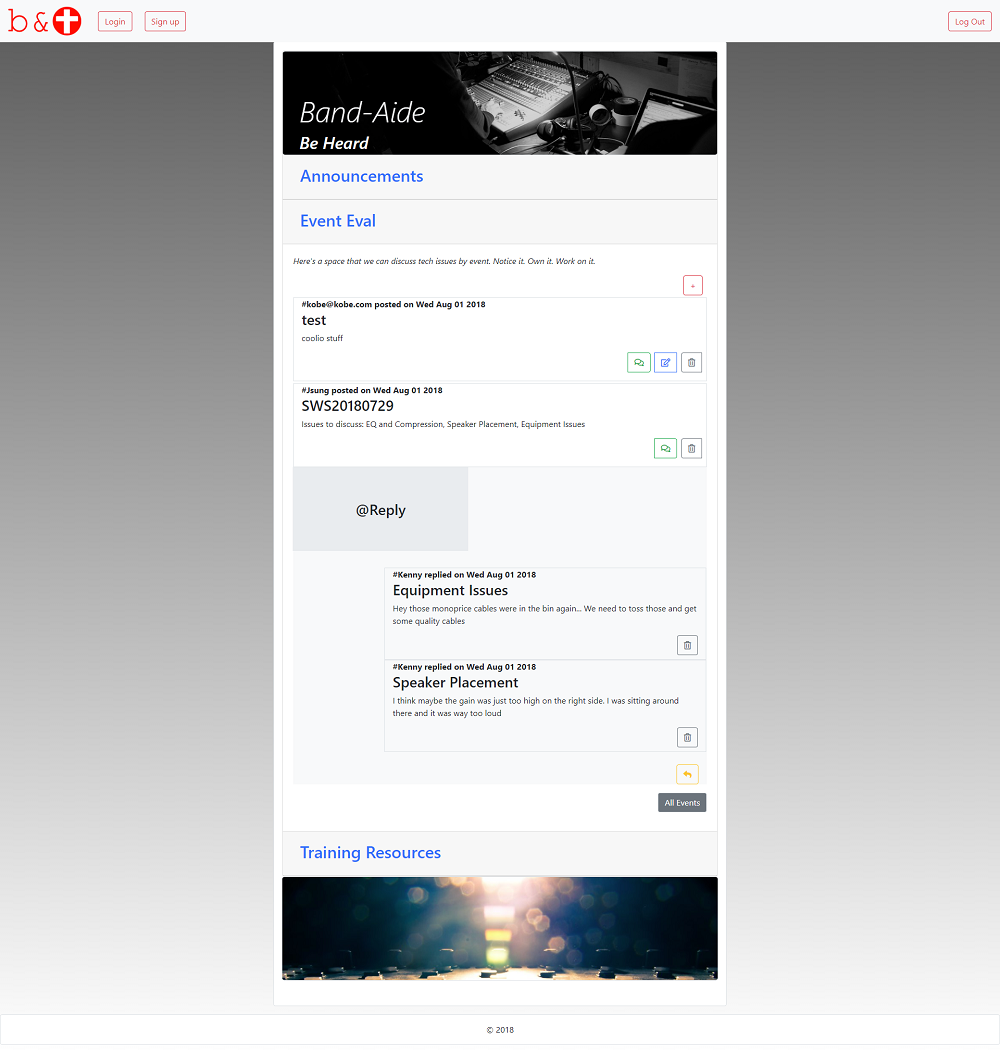 b &
Login
Sign up
Log Out
Band-Aide
Be Heard
Announcements
Event Eval
Here's a space that we can discuss tech issues by event. Notice it. Own it. Work on it.
+
#kobe@kobe.com posted on Wed Aug 01 2018
test
coolio stuff
#Jsung posted on Wed Aug 01 2018
SWS20180729
Issues to discuss: EQ and Compression, Speaker Placement, Equipment Issues
@Reply
#Kenny replied on Wed Aug 01 2018
Equipment Issues
Hey those monoprice cables were in the bin again... We need to toss those and get
some quality cables
#Kenny replied on Wed Aug 01 2018
Speaker Placement
I think maybe the gain was just too high on the right side. I was sitting around
there and it was way too loud
All Events
Training Resources
© 2018